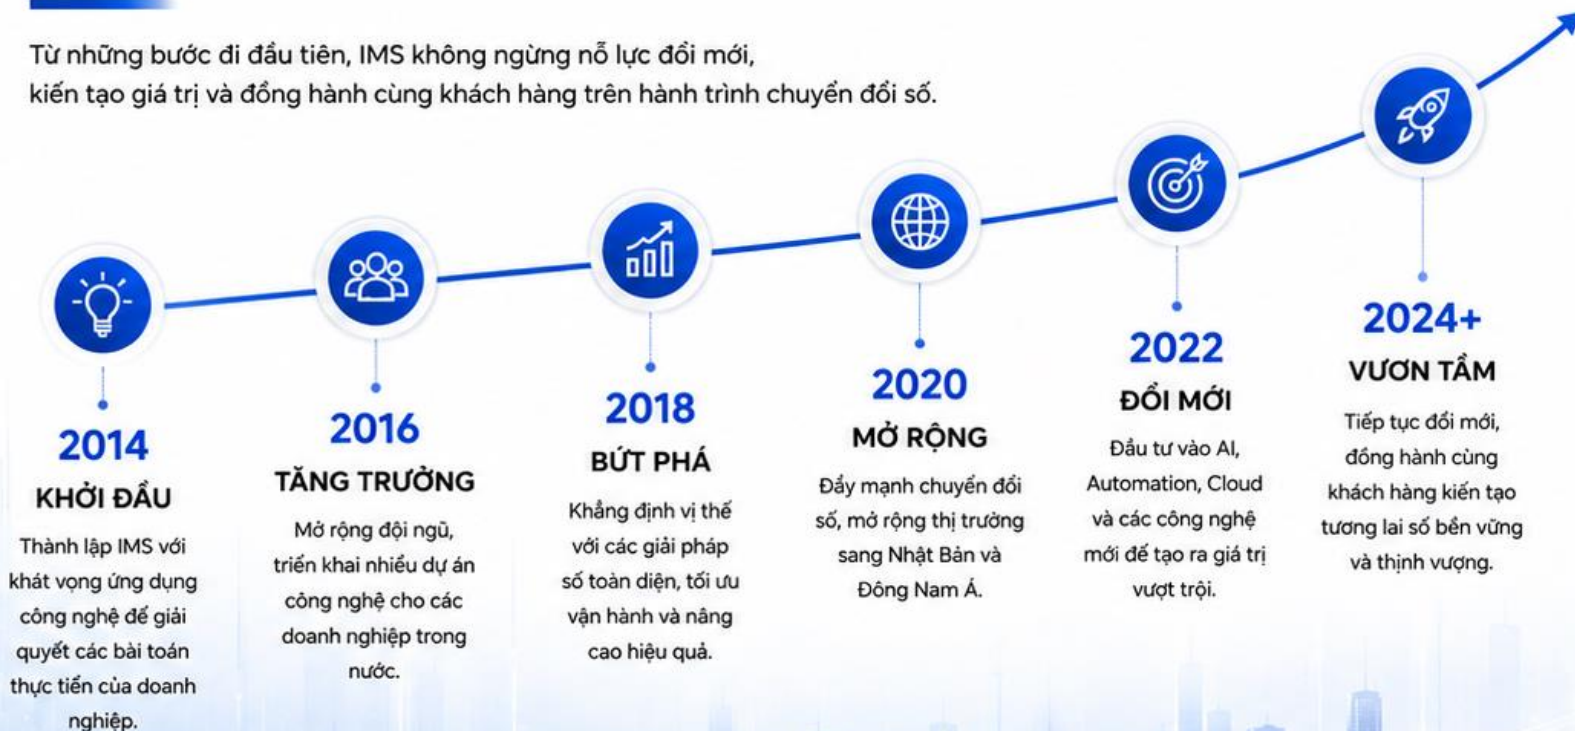 Từ những bước đi đầu tiên, IMS không ngừng nỗ lực đổi mới,
kiến tạo giá trị và đồng hành cùng khách hàng trên hành trình chuyển đổi số.
2014
KHỞI ĐẦU
Thành lập IMS với
khát vọng ứng dụng
công nghệ để giải
quyết các bài toán
thực tiễn của doanh
nghiệp.
2016
TĂNG TRƯỞNG
Mở rộng đội ngũ,
triển khai nhiều dự án
công nghệ cho các
doanh nghiệp trong
nước.
2018
BỨT PHÁ
Khẳng định vị thế
với các giải pháp
số toàn diện, tối ưu
vận hành và nâng
cao hiệu quả.
2020
MỞ RỘNG
Đẩy mạnh chuyển đổi
số, mở rộng thị trường
sang Nhật Bản và
Đông Nam Á.
2022
ĐỔI MỚI
Đầu tư vào AI,
Automation, Cloud
và các công nghệ
mới để tạo ra giá trị
vượt trội.
2024+
VƯƠN TẦM
Tiếp tục đổi mới,
đồng hành cùng
khách hàng kiến tạo
tương lai số bền vững
và thịnh vượng.